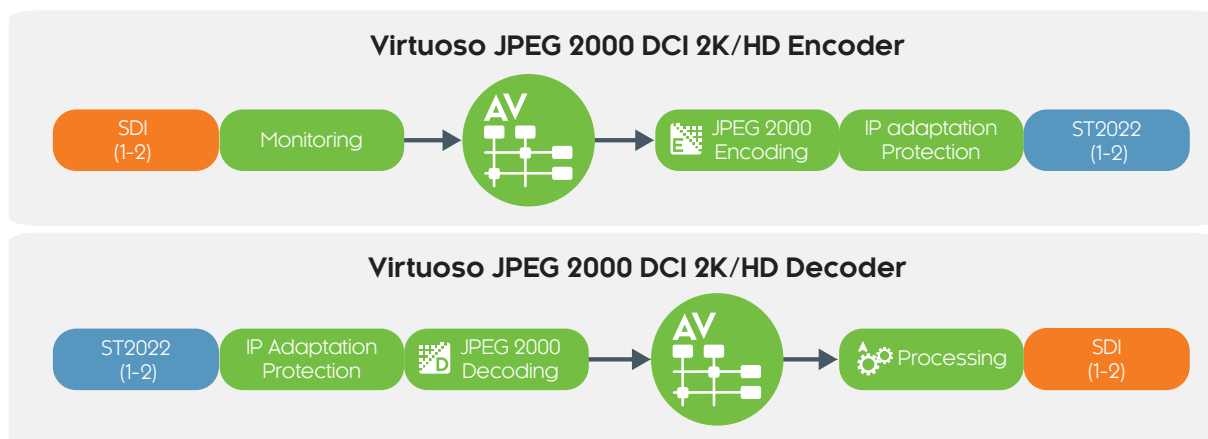 Virtuoso JPEG 2000 DCI 2K/HD Encoder
SDI
(1-2)
Monitoring
AV
E
JPEG 2000
Encoding
IP adaptation
Protection
ST2022
(1-2)
Virtuoso JPEG 2000 DCI 2K/HD Decoder
ST2022
(1-2)
IP Adaptation
Protection
D
JPEG 2000
Decoding
AV
A
Processing
SDI
(1-2)